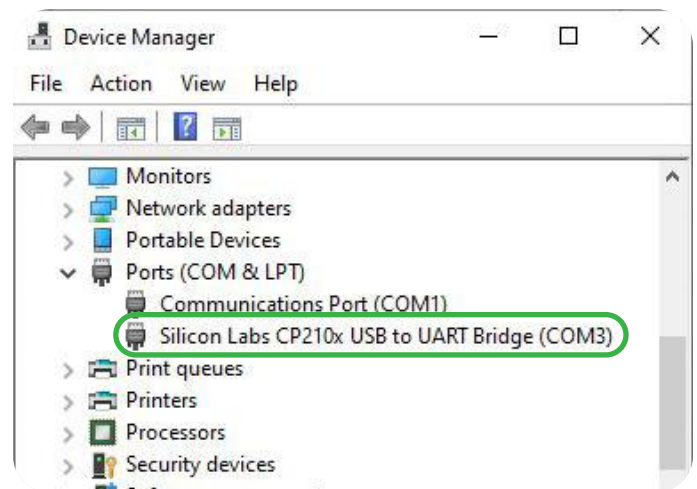 Device Manager
File Action View Help
Monitors
Network adapters
Portable Devices
Ports (COM & LPT)
Communications Port (COM1)
Silicon Labs CP210x USB to UART Bridge (COM3)
Print queues
Printers
Processors
Security devices